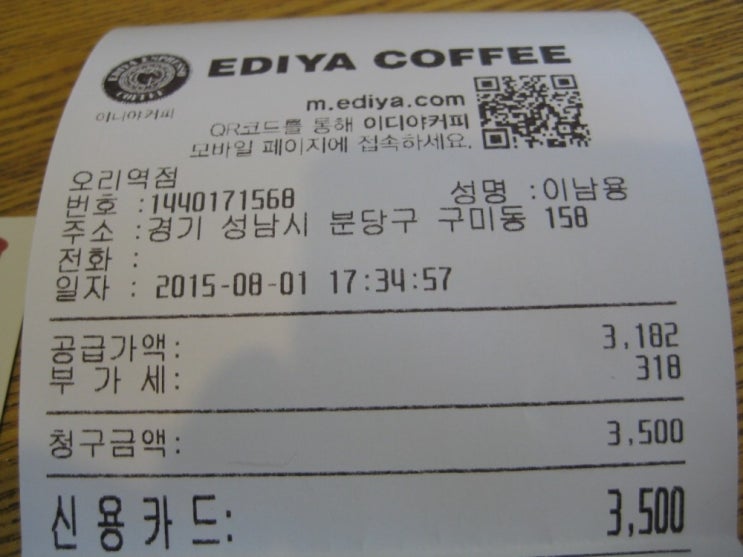 EDIYA ESPRESSO
COFFEE
이디야커피
EDIYA COFFEE
m.ediya.com
QR코드를 통해 이디야커피
모바일 페이지에 접속하세요.
오리역점
번호 :1440171568 성명 :이남용
주소 :경기 성남시 분당구 구미동 158
전화 :
일자 : 2015-08-01 17:34:57
공급가액: 3,182
부 가 세: 318
청구금액: 3,500
신용카드: 3,500